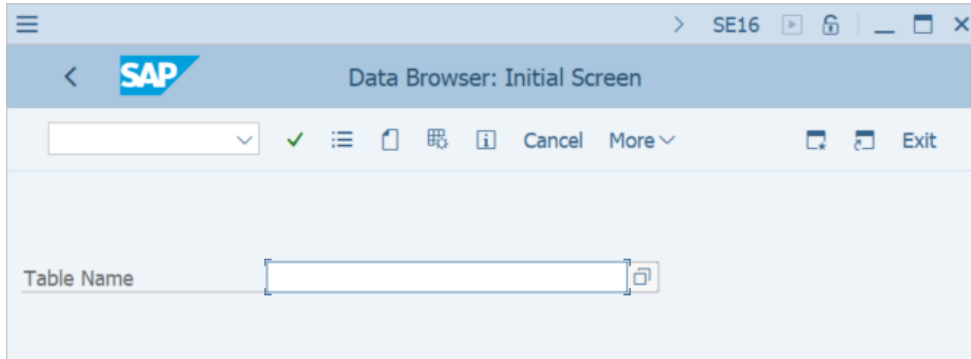 SE16
SAP Data Browser: Initial Screen
Cancel More Exit
Table Name